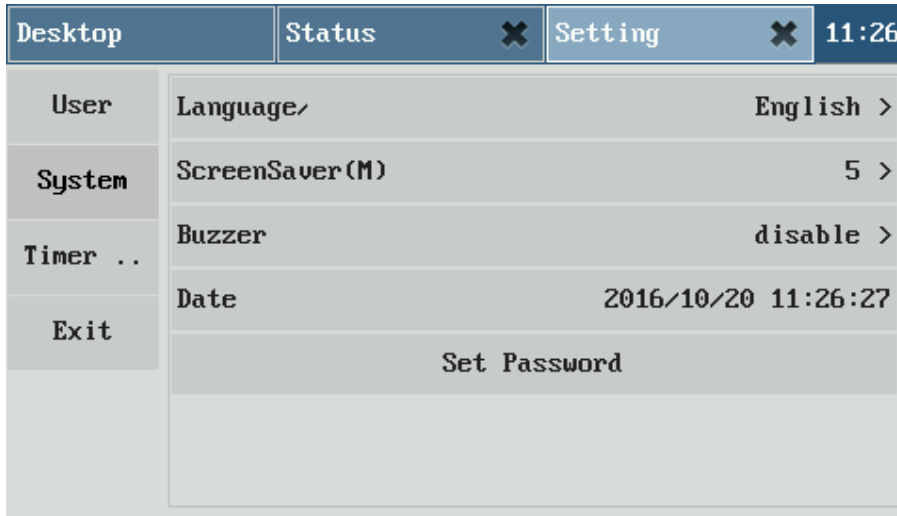 Desktop Status Setting 11:26
User
System
Timer ..
Exit
Language/ English >
ScreenSaver(M) 5 >
Buzzer disable >
Date 2016/10/20 11:26:27
Set Password